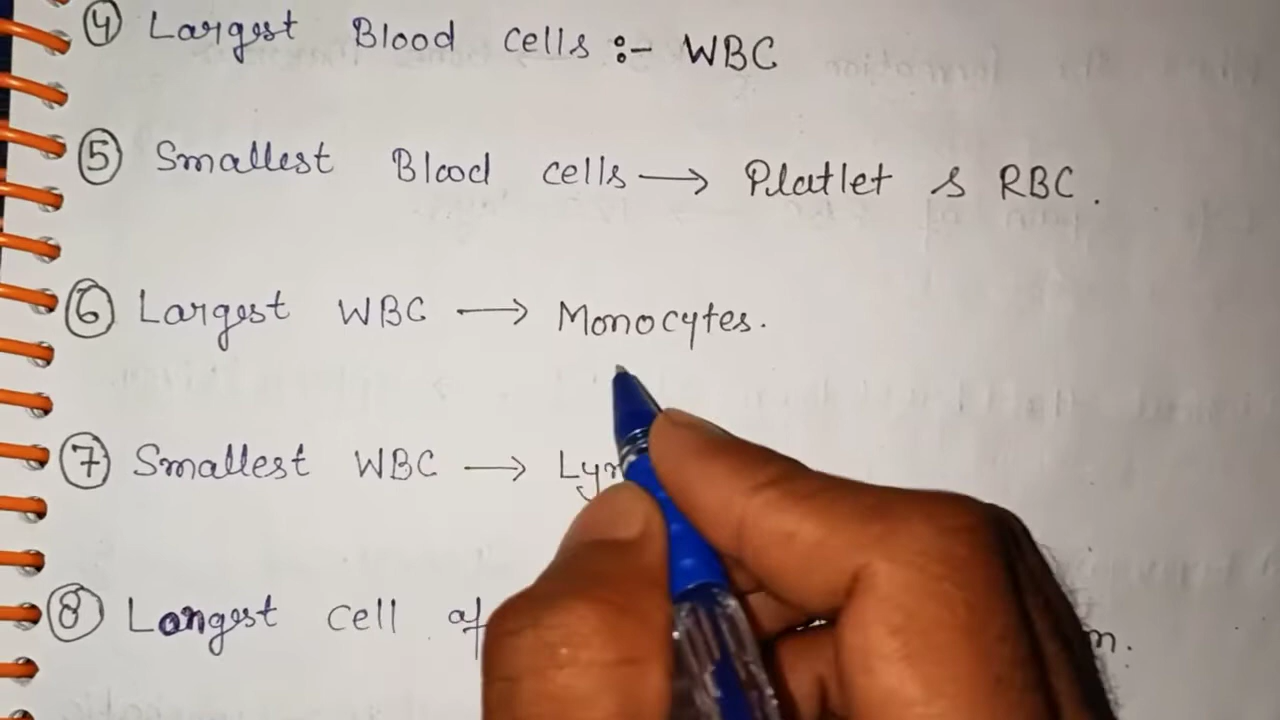 ④ Largest Blood cells :- WBC
⑤ Smallest Blood cells → Platlet & RBC.
⑥ Largest WBC → Monocytes.
⑦ Smallest WBC →
⑧ Longest cell of